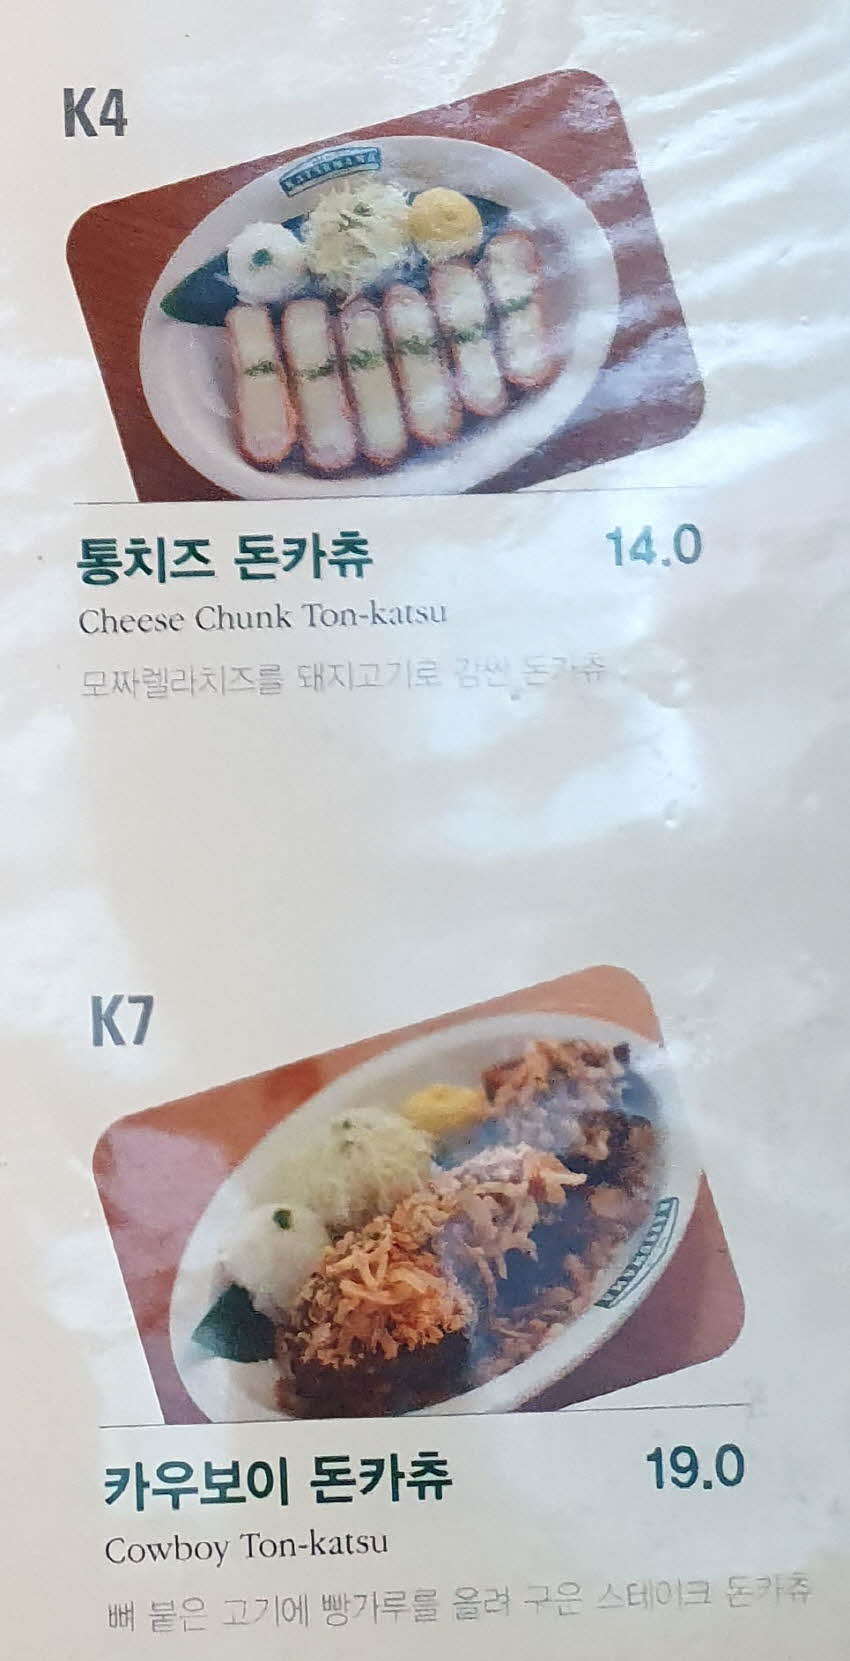 K4
통치즈 돈카츄
14.0
Cheese Chunk Ton-katsu
모짜렐라치즈를 돼지고기로 감싼 돈카츄
K7
카우보이 돈카츄
19.0
Cowboy Ton-katsu
뼈 붙은 고기에 빵가루를 올려 구운 스테이크 돈카츄